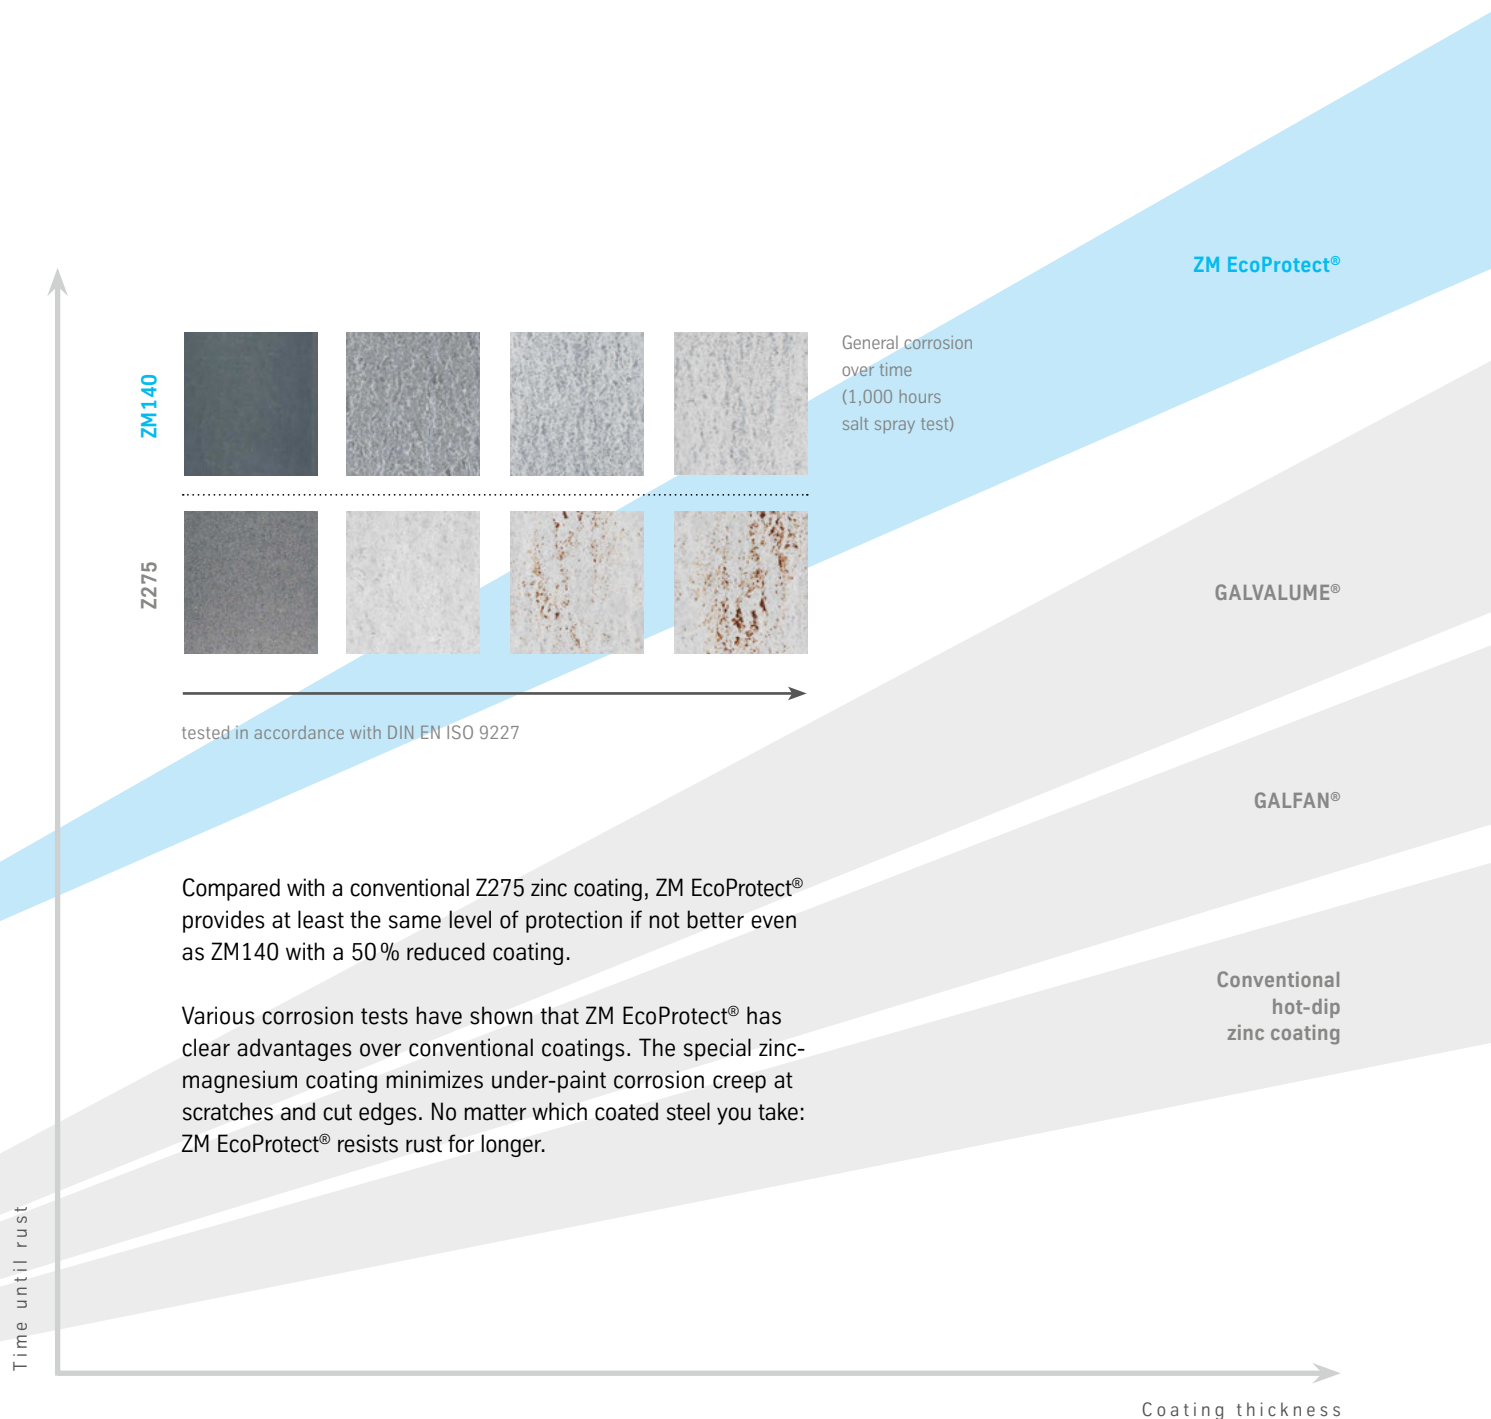 ZM EcoProtect®
ZM140
General corrosion
over time
(1,000 hours
salt spray test)
Z275
GALVALUME®
tested in accordance with DIN EN ISO 9227
GALFAN®
Compared with a conventional Z275 zinc coating, ZM EcoProtect®
provides at least the same level of protection if not better even
as ZM140 with a 50 % reduced coating.
Conventional
hot-dip
zinc coating
Various corrosion tests have shown that ZM EcoProtect® has
clear advantages over conventional coatings. The special zinc-
magnesium coating minimizes under-paint corrosion creep at
scratches and cut edges. No matter which coated steel you take:
ZM EcoProtect® resists rust for longer.
Time until rust
Coating thickness